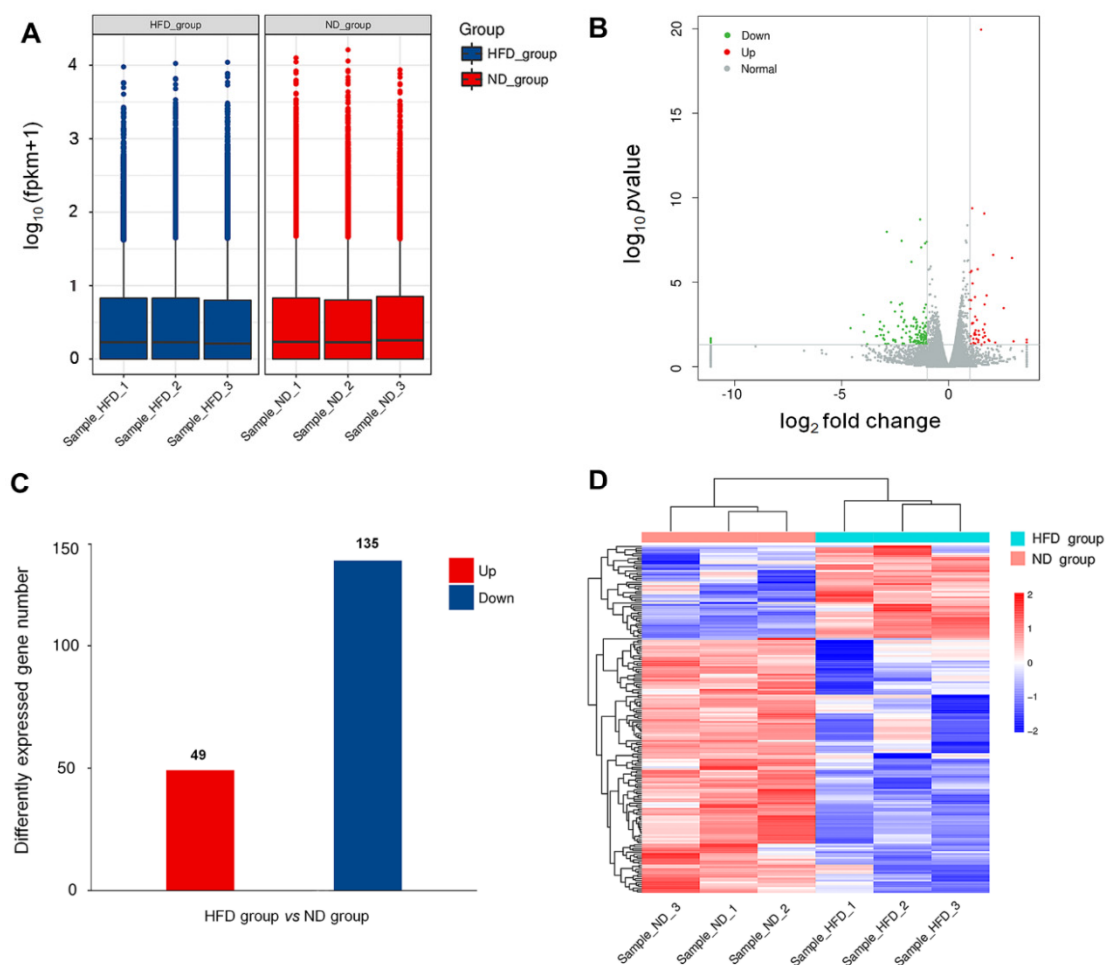 A
HFD_group
ND_group
log10 (fpkm+1)
4
3
2
1
0
Sample_HFD_1
Sample_HFD_2
Sample_HFD_3
Sample_ND_1
Sample_ND_2
Sample_ND_3
Group
HFD_group
ND_group
B
Down
Up
Normal
log10 pvalue
20
15
10
5
0
-10
-5
0
log2 fold change
C
Differently expressed gene number
150
100
50
0
49
135
Up
Down
HFD group vs ND group
D
HFD group
ND group
2
1
0
-1
-2
Sample_ND_3
Sample_ND_1
Sample_ND_2
Sample_HFD_1
Sample_HFD_2
Sample_HFD_3